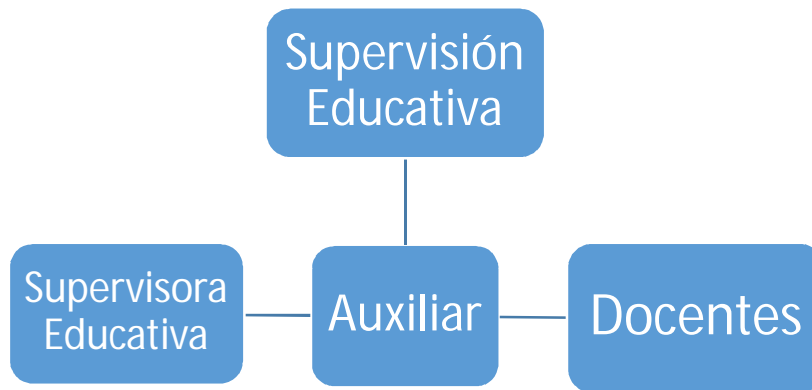 Supervisión
Educativa
Supervisora
Educativa
Auxiliar
Docentes